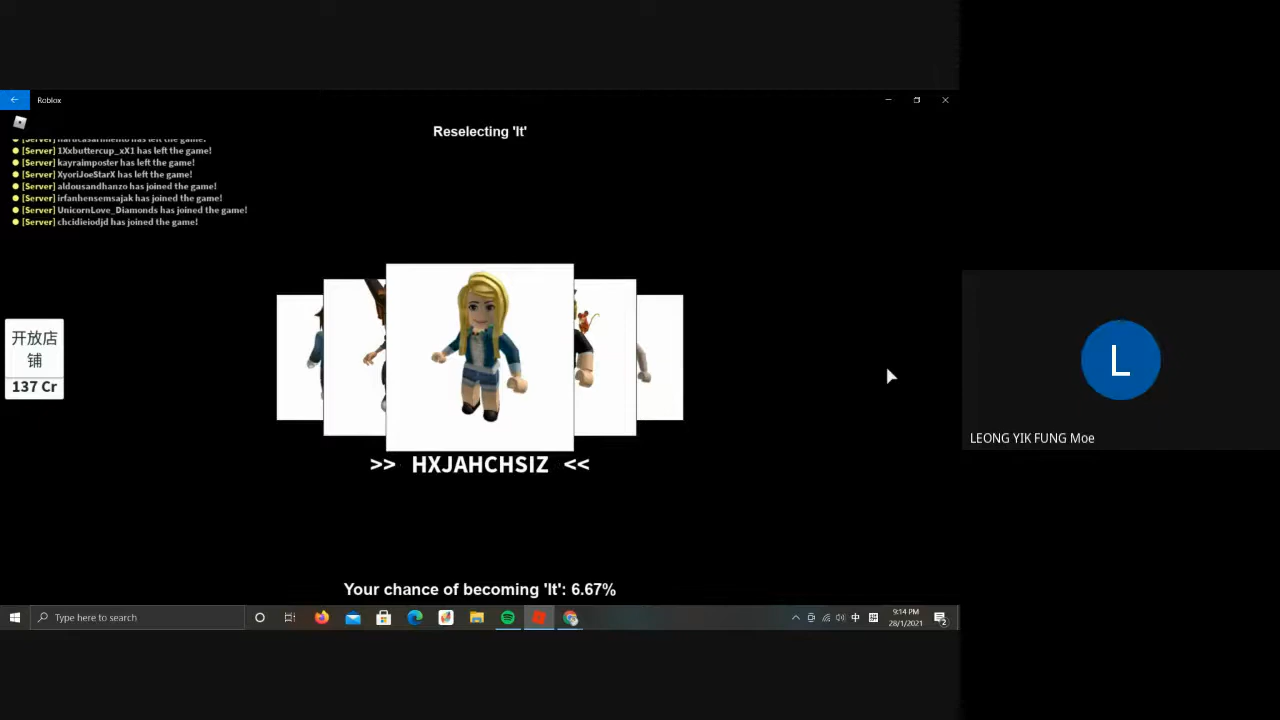 Roblox
Reselecting 'It'
[Server] 1Xxbuttercup_xX1 has left the game!
[Server] kayraimposter has left the game!
[Server] XyoriJoeStarX has left the game!
[Server] aldousandhanzo has joined the game!
[Server] irfanhensemsajak has joined the game!
[Server] UnicornLove_Diamonds has joined the game!
[Server] chcidieiodjd has joined the game!
开放店
铺
137 Cr
L
LEONG YIK FUNG Moe
>> HXJAHCHSIZ <<
Your chance of becoming 'It': 6.67%
Type here to search
中
9:14 PM
28/1/2021
2